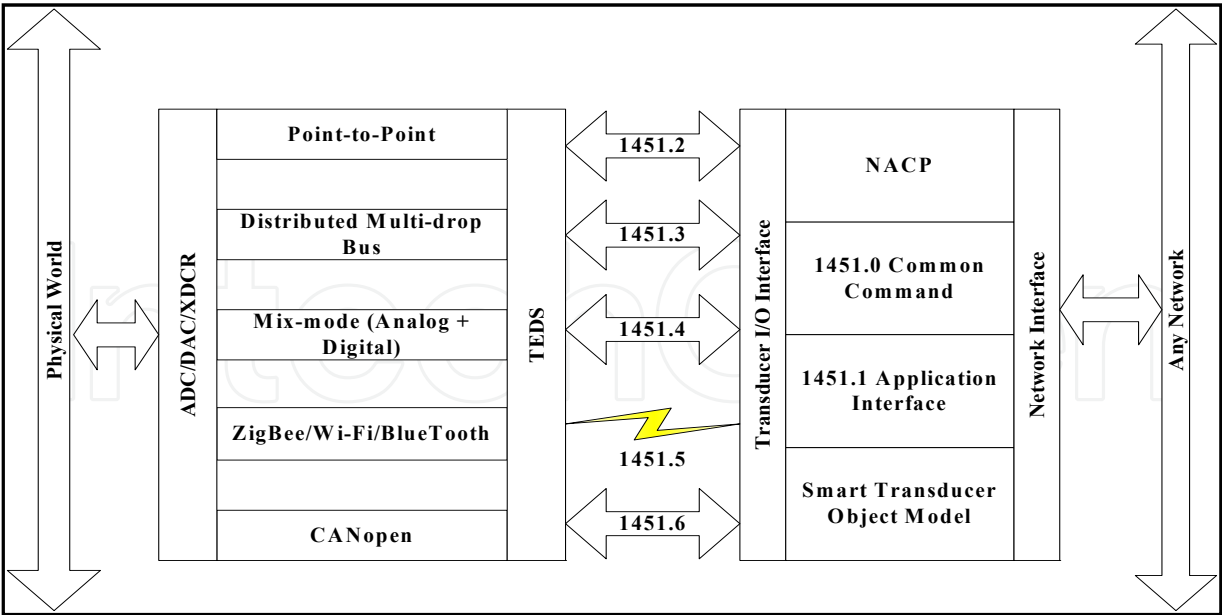 Physical World
ADC/DAC/XDCR
Point-to-Point
Distributed Multi-drop
Bus
Mix-mode (Analog +
Digital)
ZigBee/Wi-Fi/BlueTooth
CANopen
TEDS
1451.2
1451.3
1451.4
1451.5
1451.6
Transducer I/O Interface
NACP
1451.0 Common
Command
1451.1 Application
Interface
Smart Transducer
Object Model
Network Interface
Any Network
IntechOpen